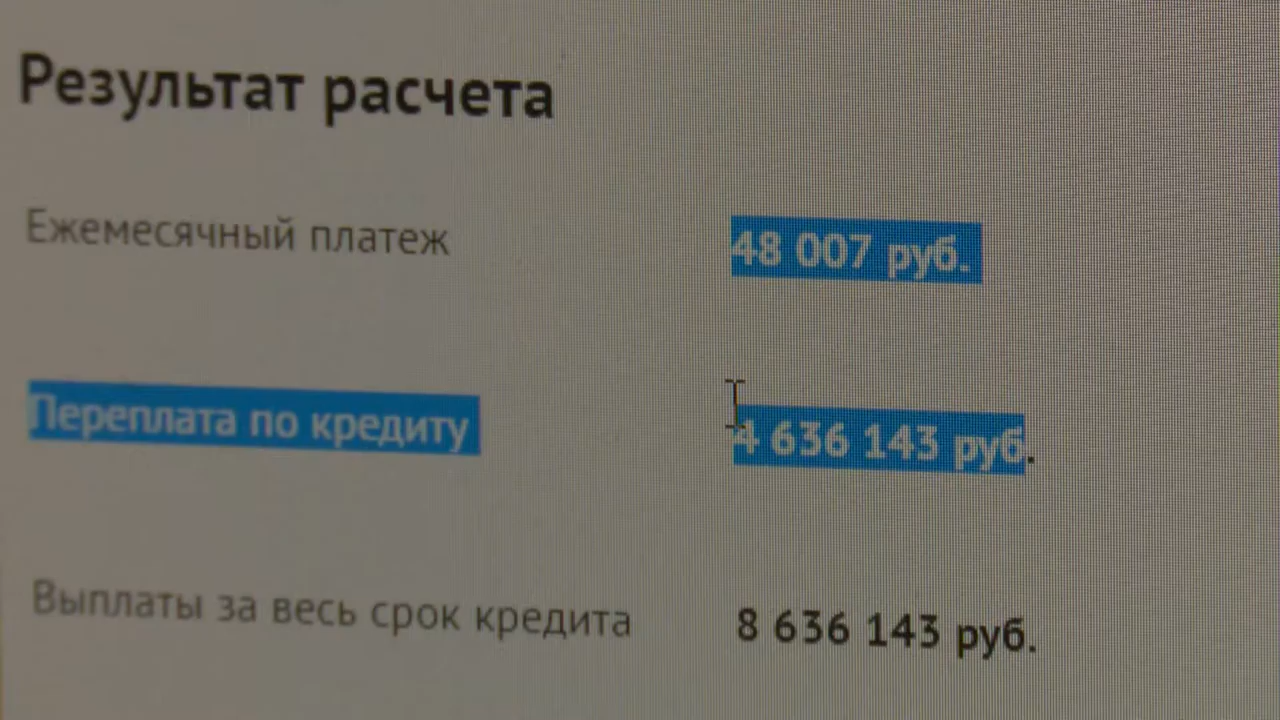 Результат расчета
Ежемесячный платеж 48 007 руб.
Переплата по кредиту 4 636 143 руб.
Выплаты за весь срок кредита 8 636 143 руб.